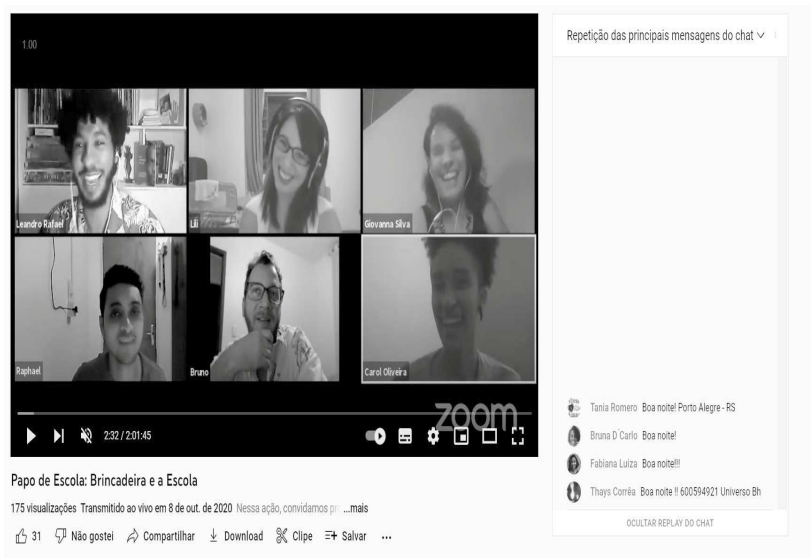 1.00
Leandro Rafael
Lili
Giovanna Silva
Raphael
Bruno
Carol Oliveira
zoom
2:32 / 2:01:45
Papo de Escola: Brincadeira e a Escola
175 visualizações Transmitido ao vivo em 8 de out. de 2020 Nessa ação, convidamos ...mais
31 Não gostei Compartilhar Download Clipe Salvar ...
Repetição das principais mensagens do chat
Tania Romero Boa noite! Porto Alegre - RS
Bruna D´Carlo Boa noite!
Fabiana Luiza Boa noite!!!
Thays Corrêa Boa noite !! 600594921 Universo Bh
OCULTAR REPLAY DO CHAT